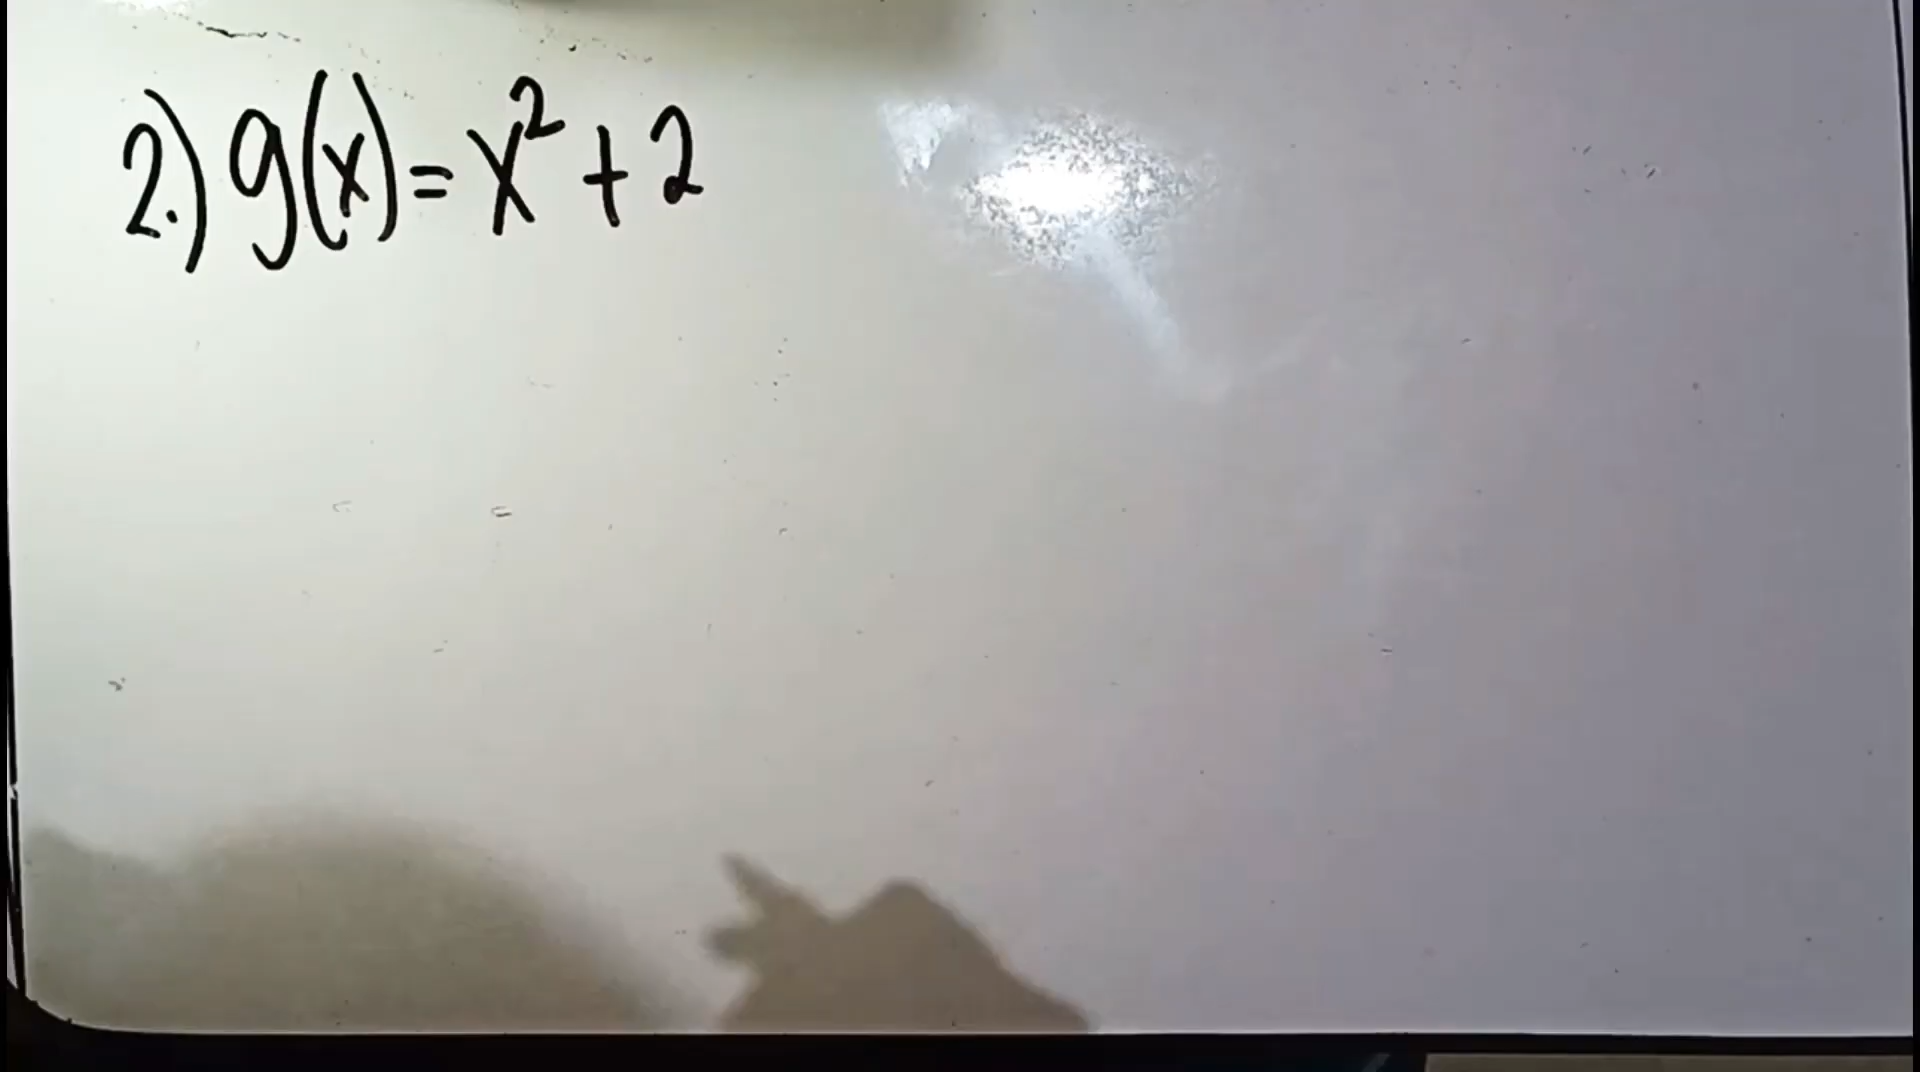 2.) g(x) = x² + 2